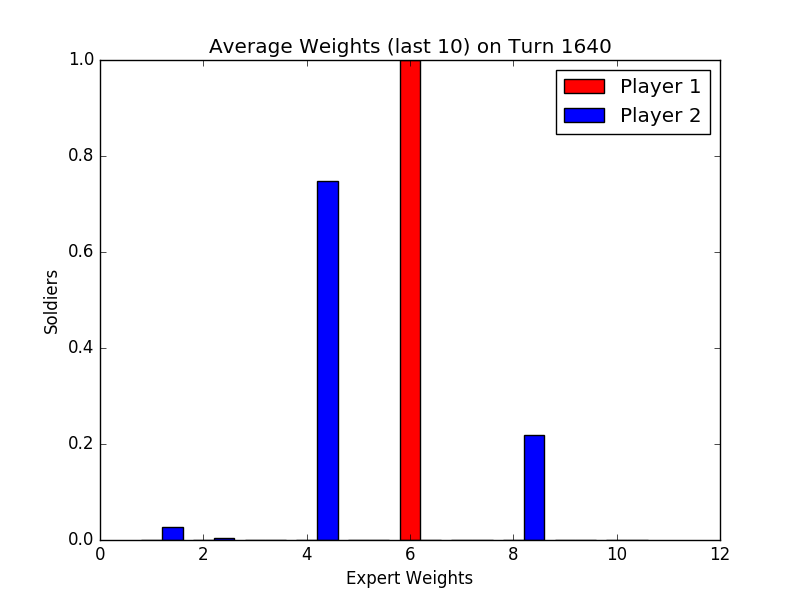 Average Weights (last 10) on Turn 1640
Player 1
Player 2
1.0
0.8
0.6
0.4
0.2
0.0
Soldiers
0 2 4 6 8 10 12
Expert Weights